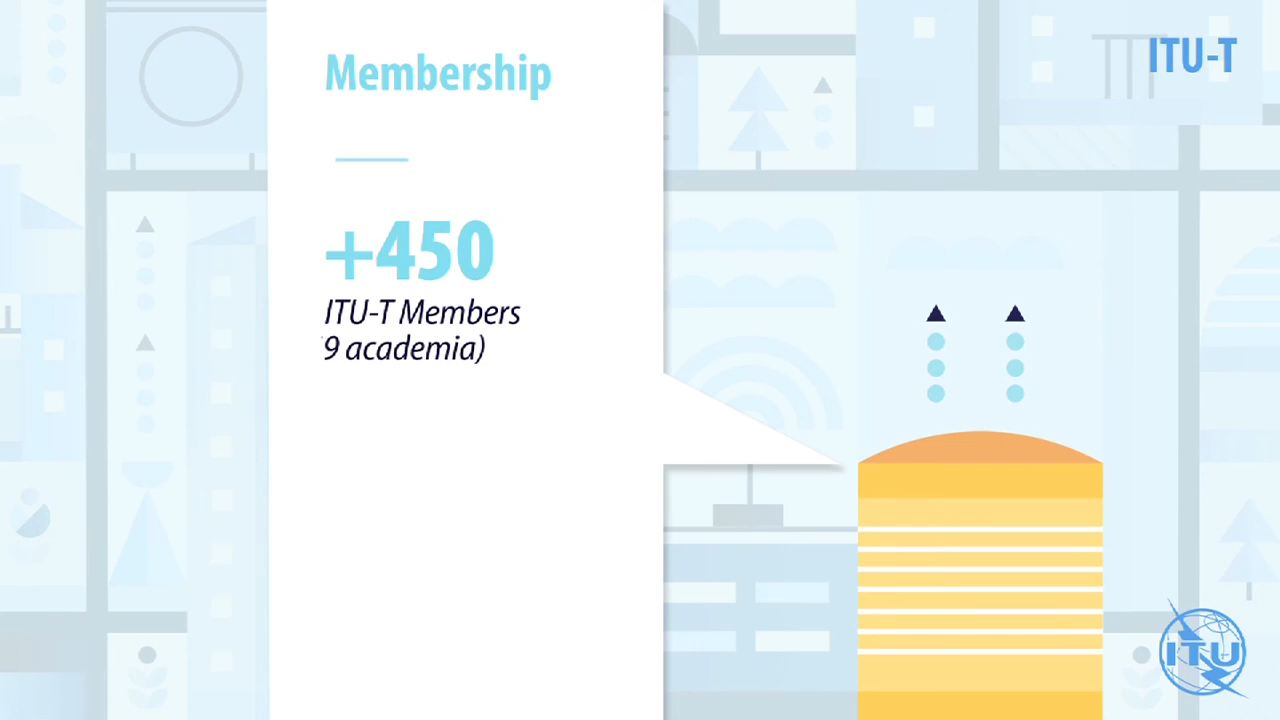 Membership
ITU-T
+450
ITU-T Members
9 academia)
ITU